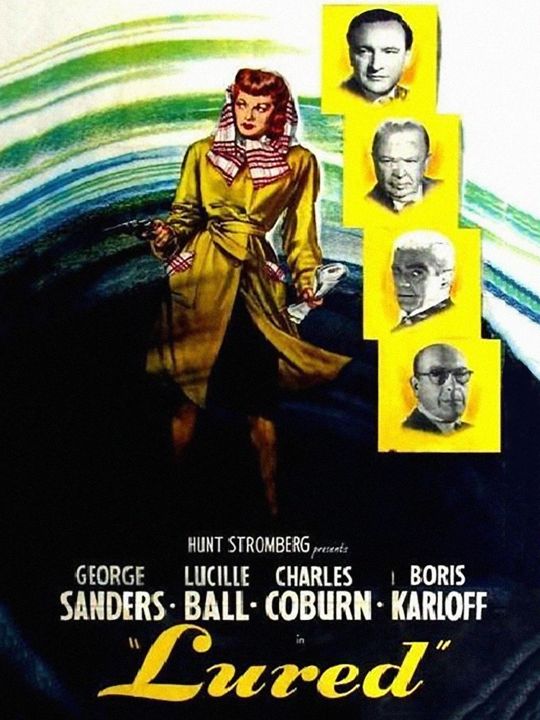 HUNT STROMBERG presents
GEORGE LUCILLE CHARLES BORIS
SANDERS · BALL · COBURN · KARLOFF
in
"Lured"